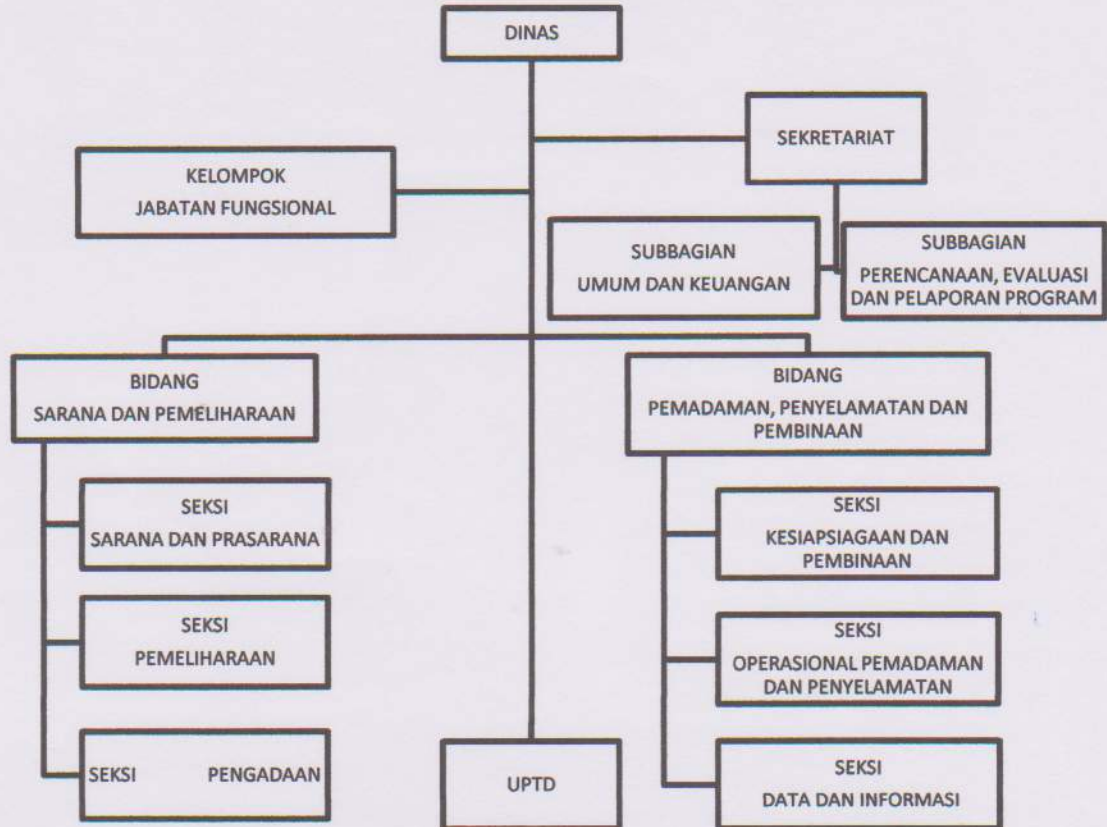 DINAS
SEKRETARIAT
KELOMPOK
JABATAN FUNGSIONAL
SUBBAGIAN
UMUM DAN KEUANGAN
SUBBAGIAN
PERENCANAAN, EVALUASI
DAN PELAPORAN PROGRAM
BIDANG
SARANA DAN PEMELIHARAAN
SEKSI
SARANA DAN PRASARANA
SEKSI
PEMELIHARAAN
SEKSI PENGADAAN
UPTD
BIDANG
PEMADAMAN, PENYELAMATAN DAN
PEMBINAAN
SEKSI
KESIAPSIAGAAN DAN
PEMBINAAN
SEKSI
OPERASIONAL PEMADAMAN
DAN PENYELAMATAN
SEKSI
DATA DAN INFORMASI